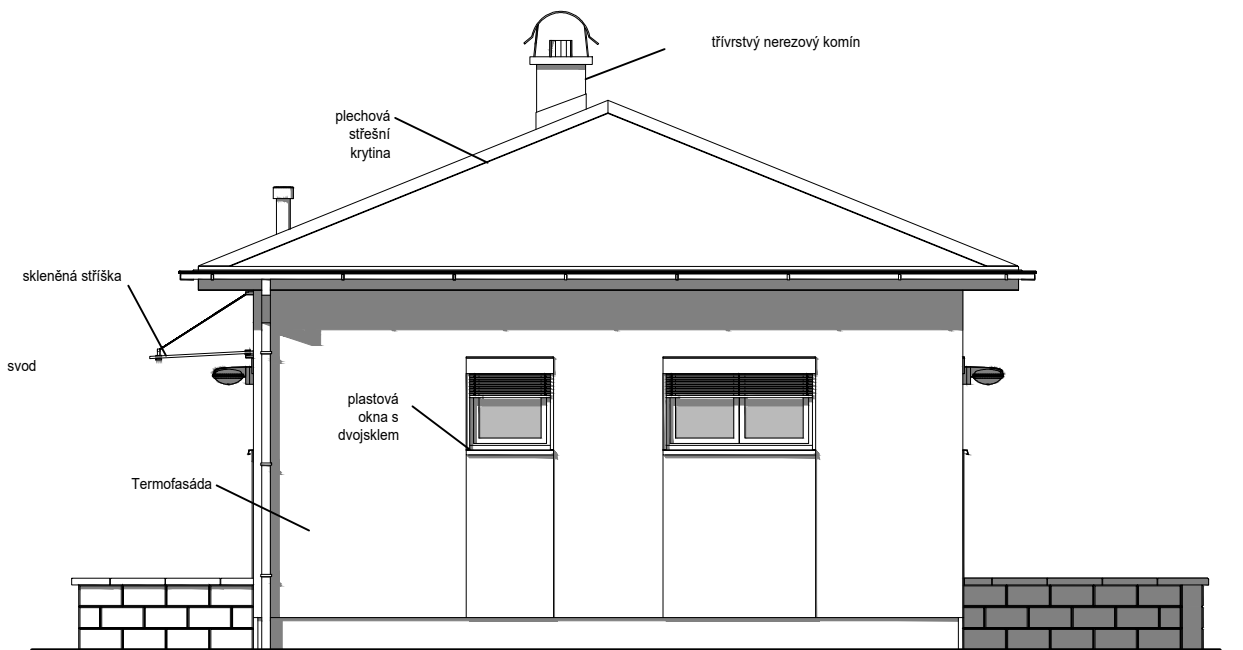 třívrstvý nerezový komín
plechová
střešní
krytina
skleněná stříška
svod
plastová
okna s
dvojsklem
Termofasáda